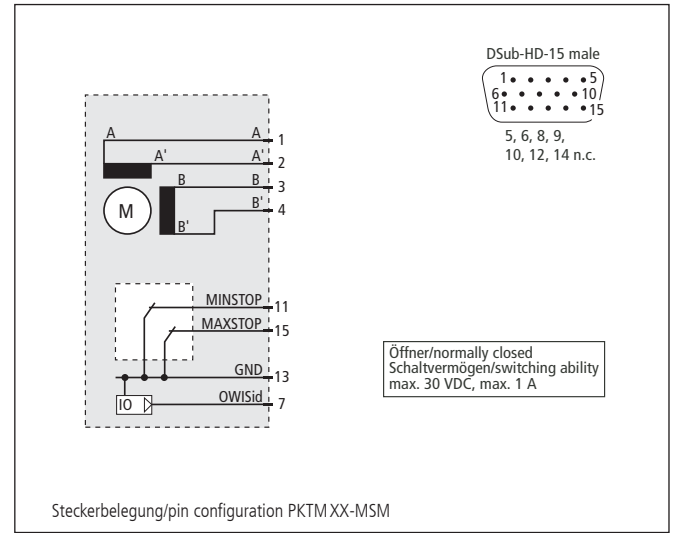 DSub-HD-15 male
1 5
6 10
11 15
5, 6, 8, 9,
10, 12, 14 n.c.
A A 1
A' A' 2
B B 3
B' 4
M
B'
MINSTOP 11
MAXSTOP 15
GND 13
IO OWISid 7
Öffner/normally closed
Schaltvermögen/switching ability
max. 30 VDC, max. 1 A
Steckerbelegung/pin configuration PKTM XX-MSM